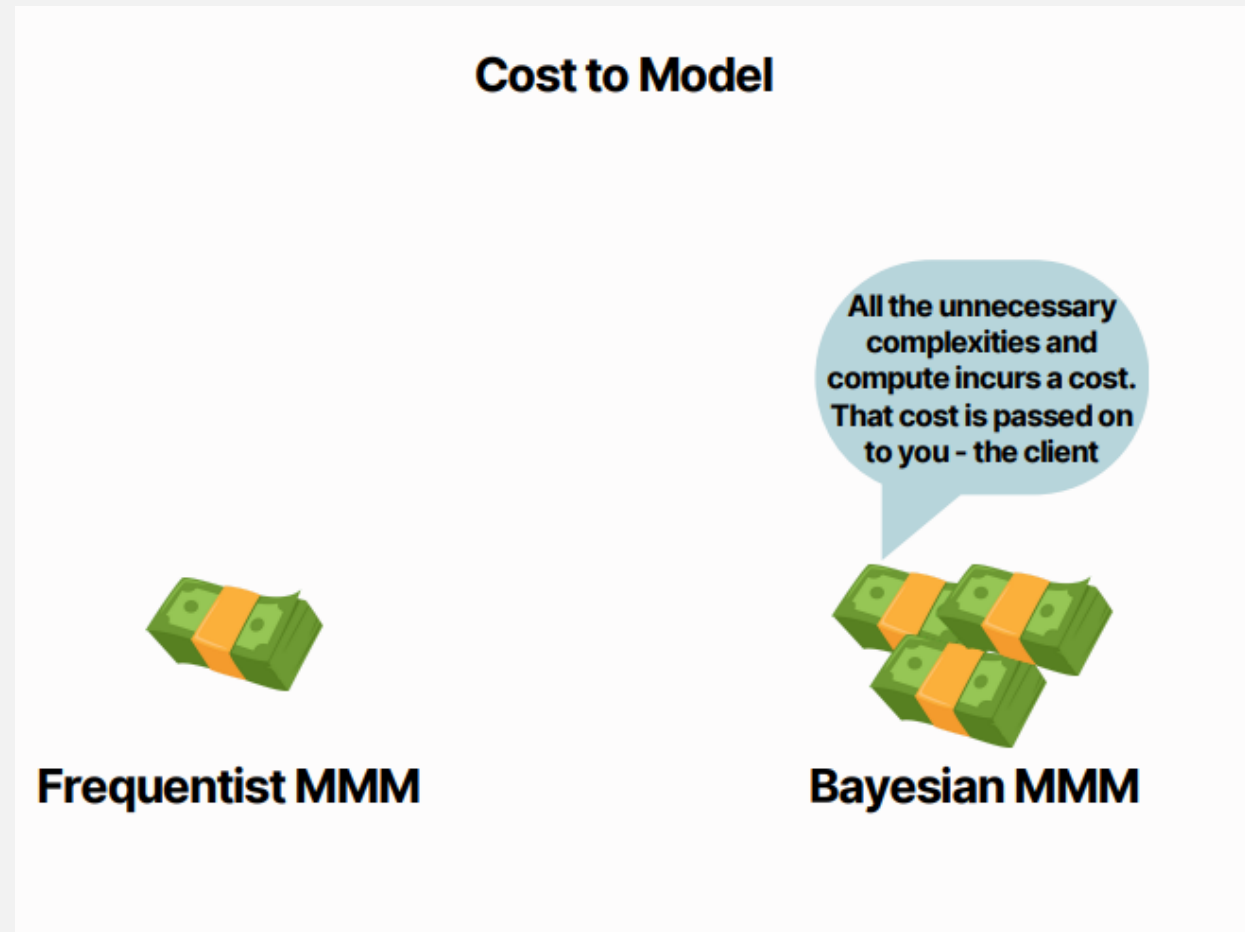 Cost to Model
All the unnecessary
complexities and
compute incurs a cost.
That cost is passed on
to you - the client
Frequentist MMM
Bayesian MMM